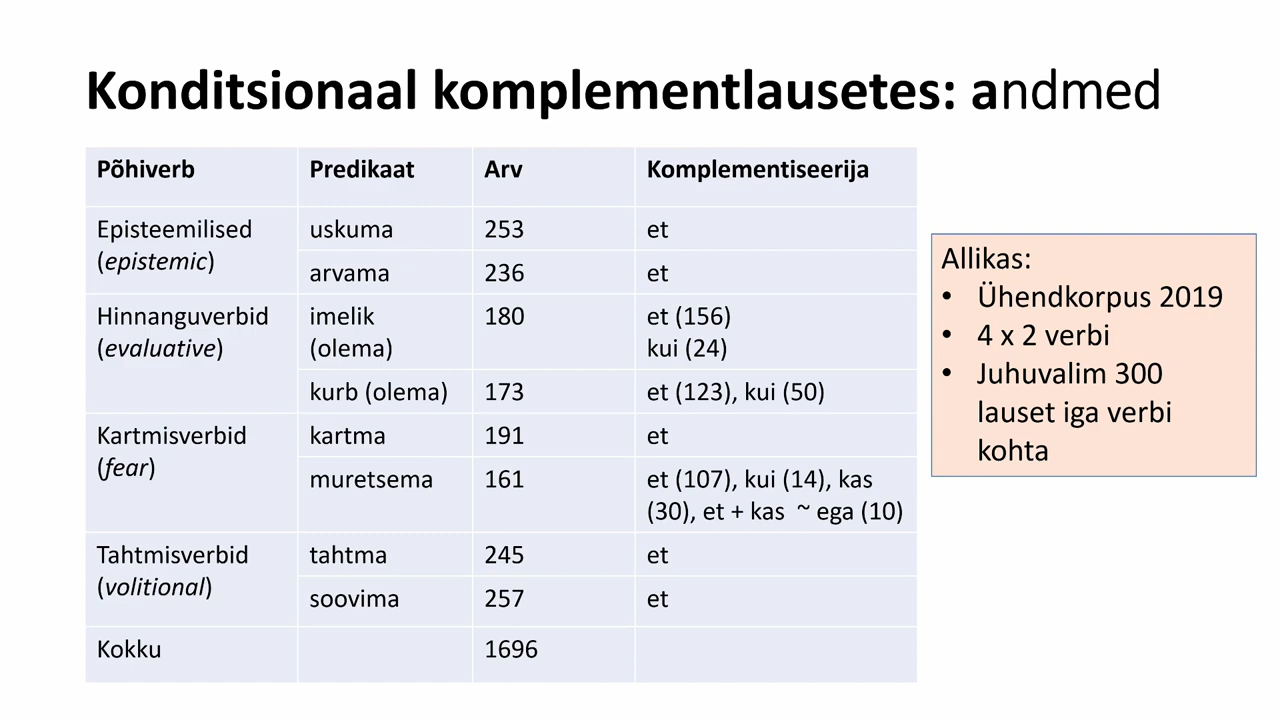 Konditsionaal komplementlausetes: andmed
Põhiverb Predikaat Arv Komplementiseerija
Episteemilised
(epistemic)
uskuma 253 et
arvama 236 et
Hinnanguverbid
(evaluative)
imelik
(olema)
180
et (156)
kui (24)
kurb (olema) 173 et (123), kui (50)
Kartmisverbid
(fear)
kartma 191 et
muretsema 161
et (107), kui (14), kas
(30), et + kas ~ ega (10)
Tahtmisverbid
(volitional)
tahtma 245 et
soovima 257 et
Kokku 1696
Allikas:
• Ühendkorpus 2019
• 4 x 2 verbi
• Juhuvalim 300
lauset iga verbi
kohta